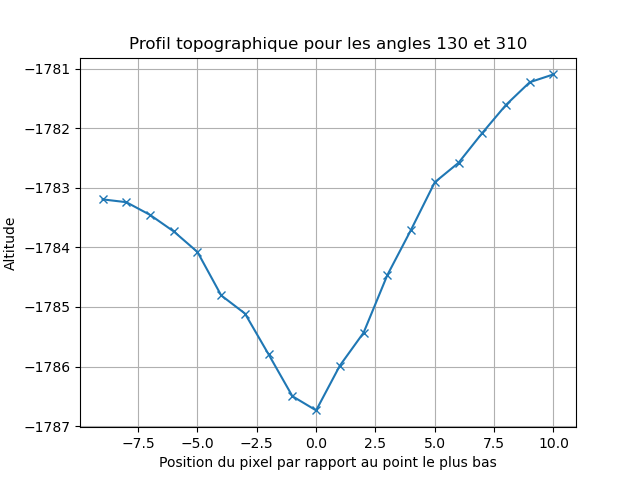 Profil topographique pour les angles 130 et 310
−1781
−1782
−1783
−1784
−1785
−1786
−1787
Altitude
−7.5 −5.0 −2.5 0.0 2.5 5.0 7.5 10.0
Position du pixel par rapport au point le plus bas